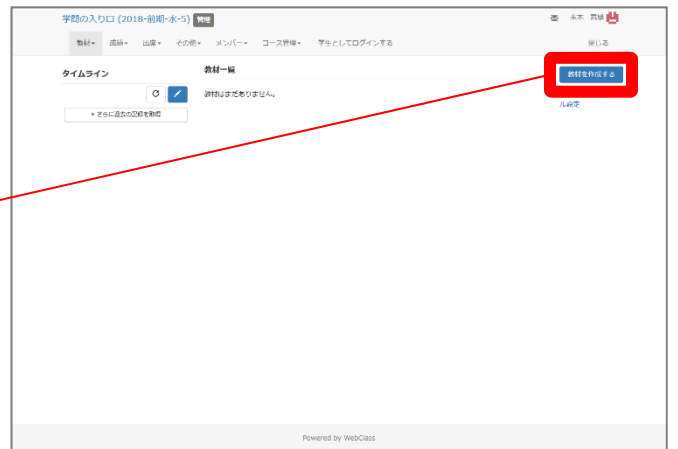 学問の入り口 (2018-前期-水-5) 管理
教材 成績 出席 その他 メンバー コース管理 学生としてログインする 閉じる
タイムライン
教材一覧
教材を作成する
教材はまだありません。
ル設定
+ さらに過去の記録を取得
Powered by WebClass